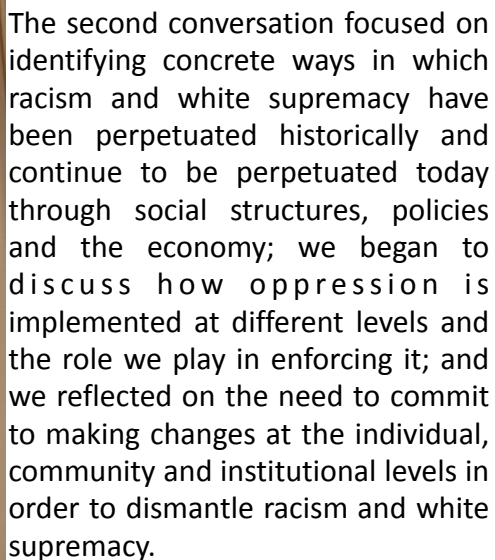 The second conversation focused on
identifying concrete ways in which
racism and white supremacy have
been perpetuated historically and
continue to be perpetuated today
through social structures, policies
and the economy; we began to
discuss how oppression is
implemented at different levels and
the role we play in enforcing it; and
we reflected on the need to commit
to making changes at the individual,
community and institutional levels in
order to dismantle racism and white
supremacy.